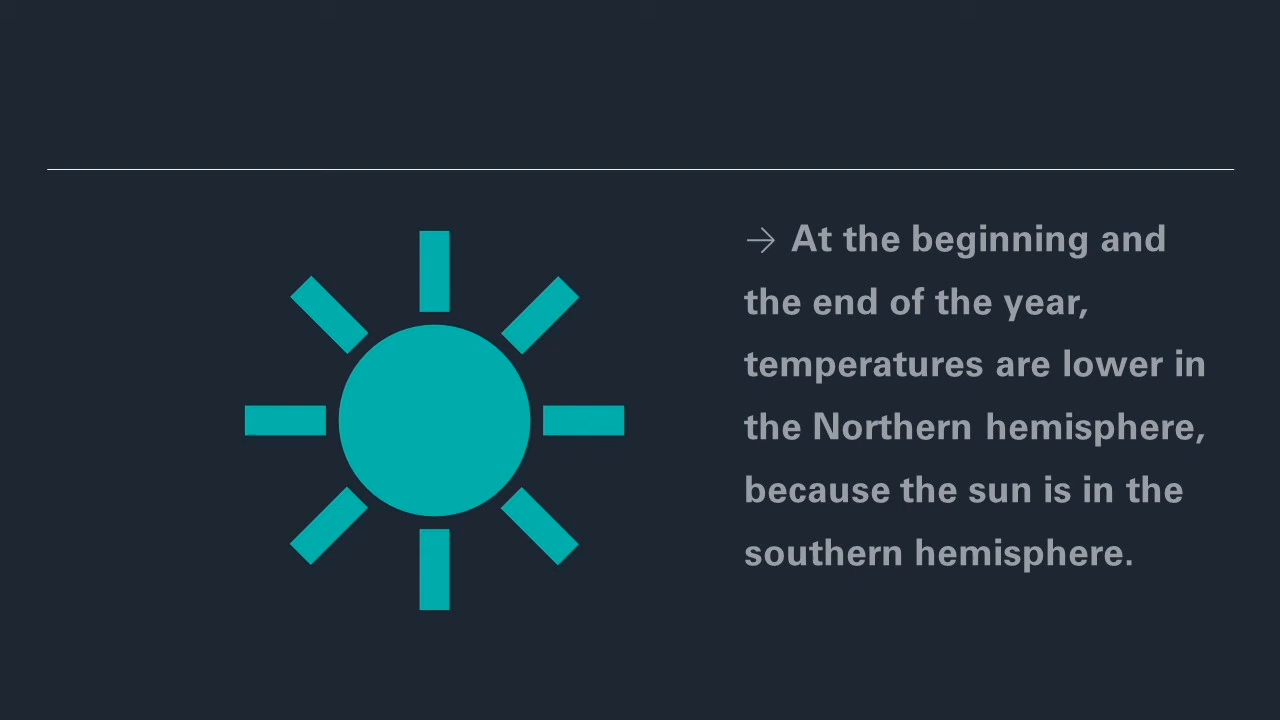 → At the beginning and
the end of the year,
temperatures are lower in
the Northern hemisphere,
because the sun is in the
southern hemisphere.